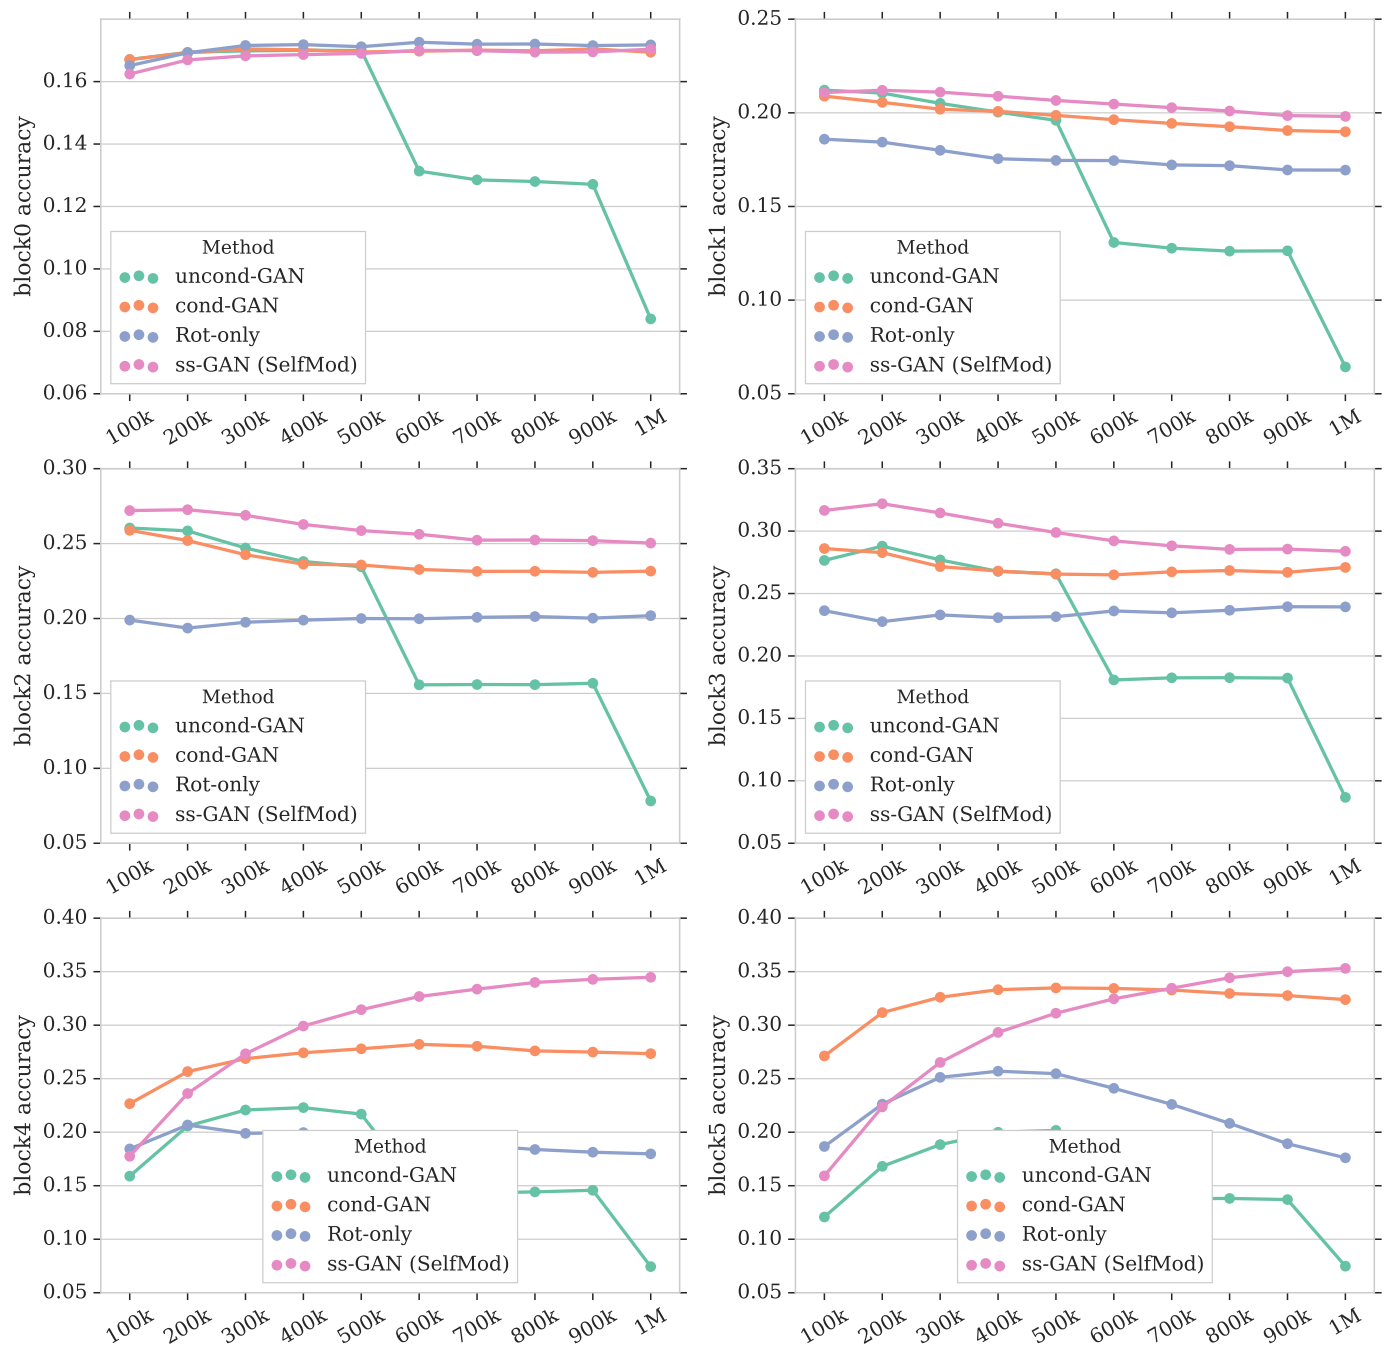 block0 accuracy
0.16
0.14
0.12
0.10
0.08
0.06
Method
uncond-GAN
cond-GAN
Rot-only
ss-GAN (SelfMod)
100k 200k 300k 400k 500k 600k 700k 800k 900k 1M
block1 accuracy
0.25
0.20
0.15
0.10
0.05
Method
uncond-GAN
cond-GAN
Rot-only
ss-GAN (SelfMod)
100k 200k 300k 400k 500k 600k 700k 800k 900k 1M
block2 accuracy
0.30
0.25
0.20
0.15
0.10
0.05
Method
uncond-GAN
cond-GAN
Rot-only
ss-GAN (SelfMod)
100k 200k 300k 400k 500k 600k 700k 800k 900k 1M
block3 accuracy
0.35
0.30
0.25
0.20
0.15
0.10
0.05
Method
uncond-GAN
cond-GAN
Rot-only
ss-GAN (SelfMod)
100k 200k 300k 400k 500k 600k 700k 800k 900k 1M
block4 accuracy
0.40
0.35
0.30
0.25
0.20
0.15
0.10
0.05
Method
uncond-GAN
cond-GAN
Rot-only
ss-GAN (SelfMod)
100k 200k 300k 400k 500k 600k 700k 800k 900k 1M
block5 accuracy
0.40
0.35
0.30
0.25
0.20
0.15
0.10
0.05
Method
uncond-GAN
cond-GAN
Rot-only
ss-GAN (SelfMod)
100k 200k 300k 400k 500k 600k 700k 800k 900k 1M